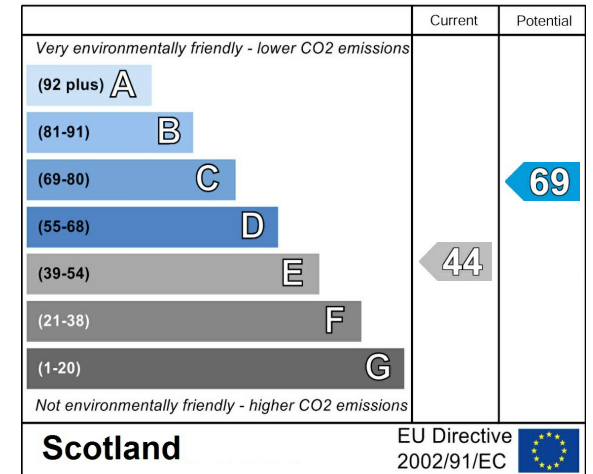 Current Potential
Very environmentally friendly - lower CO2 emissions
(92 plus) A
(81-91) B
(69-80) C
69
(55-68) D
(39-54) E
44
(21-38) F
(1-20) G
Not environmentally friendly - higher CO2 emissions
Scotland
EU Directive
2002/91/EC